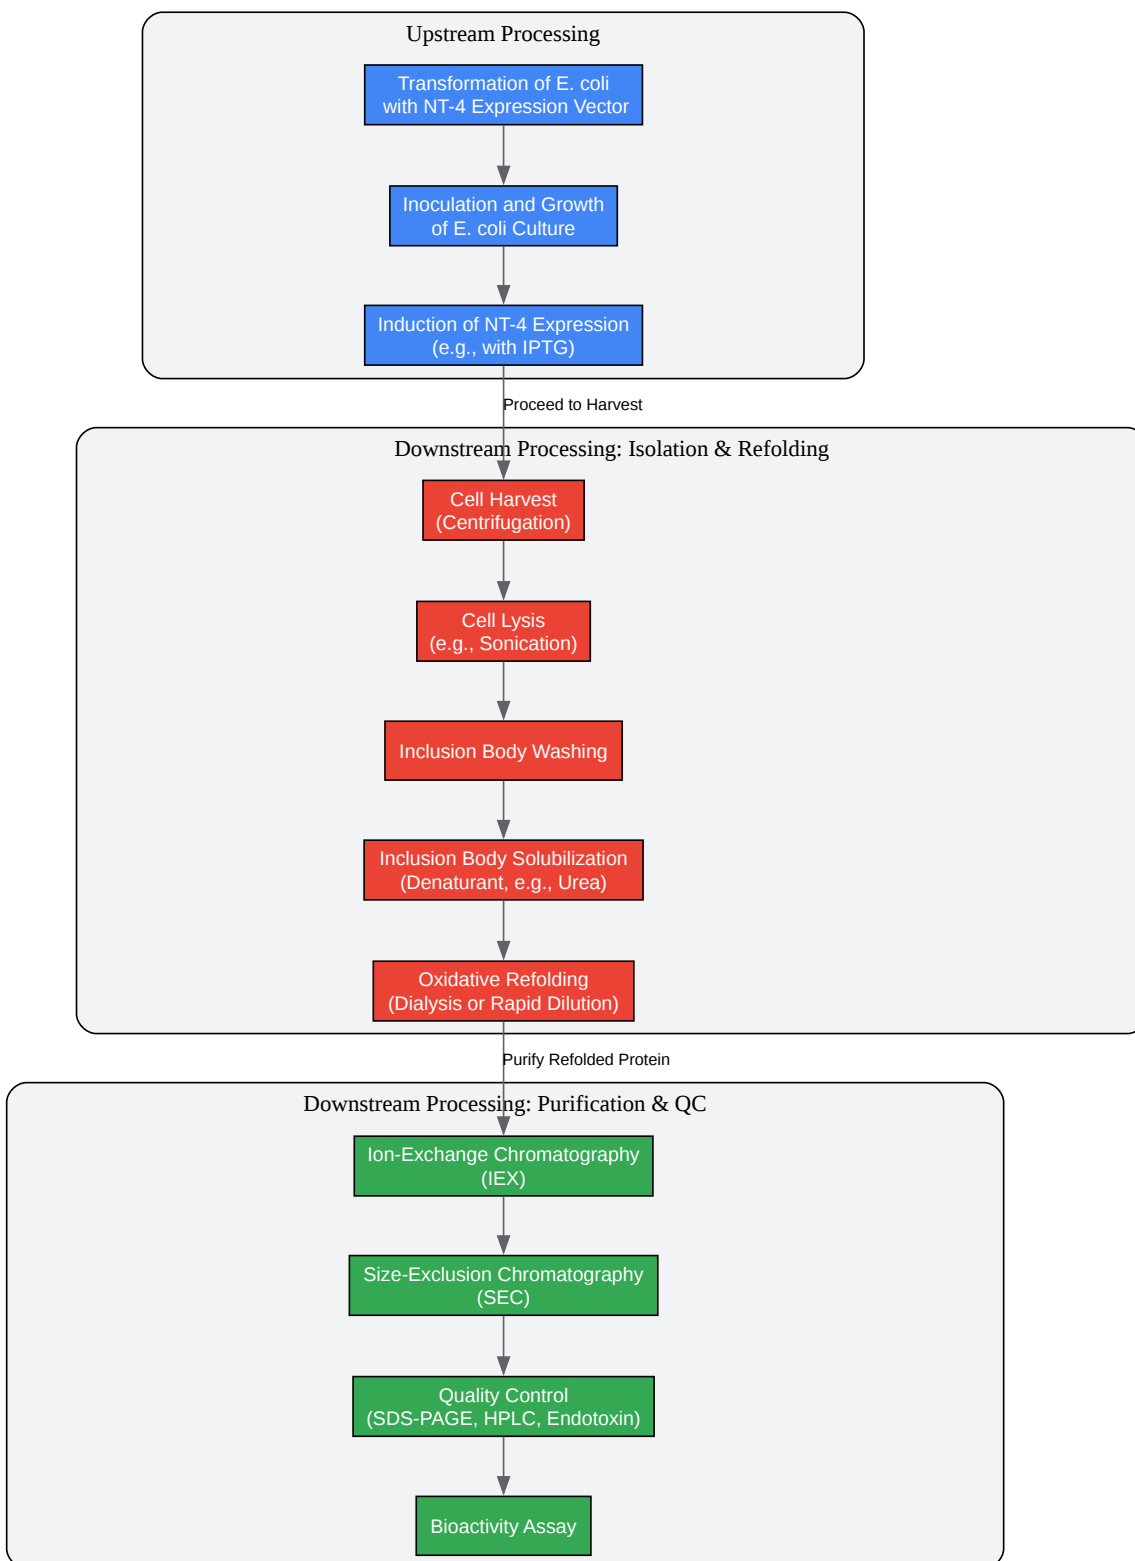 Upstream Processing
Transformation of E. coli
with NT-4 Expression Vector
Inoculation and Growth
of E. coli Culture
Induction of NT-4 Expression
(e.g., with IPTG)
Proceed to Harvest
Downstream Processing: Isolation & Refolding
Cell Harvest
(Centrifugation)
Cell Lysis
(e.g., Sonication)
Inclusion Body Washing
Inclusion Body Solubilization
(Denaturant, e.g., Urea)
Oxidative Refolding
(Dialysis or Rapid Dilution)
Purify Refolded Protein
Downstream Processing: Purification & QC
Ion-Exchange Chromatography
(IEX)
Size-Exclusion Chromatography
(SEC)
Quality Control
(SDS-PAGE, HPLC, Endotoxin)
Bioactivity Assay